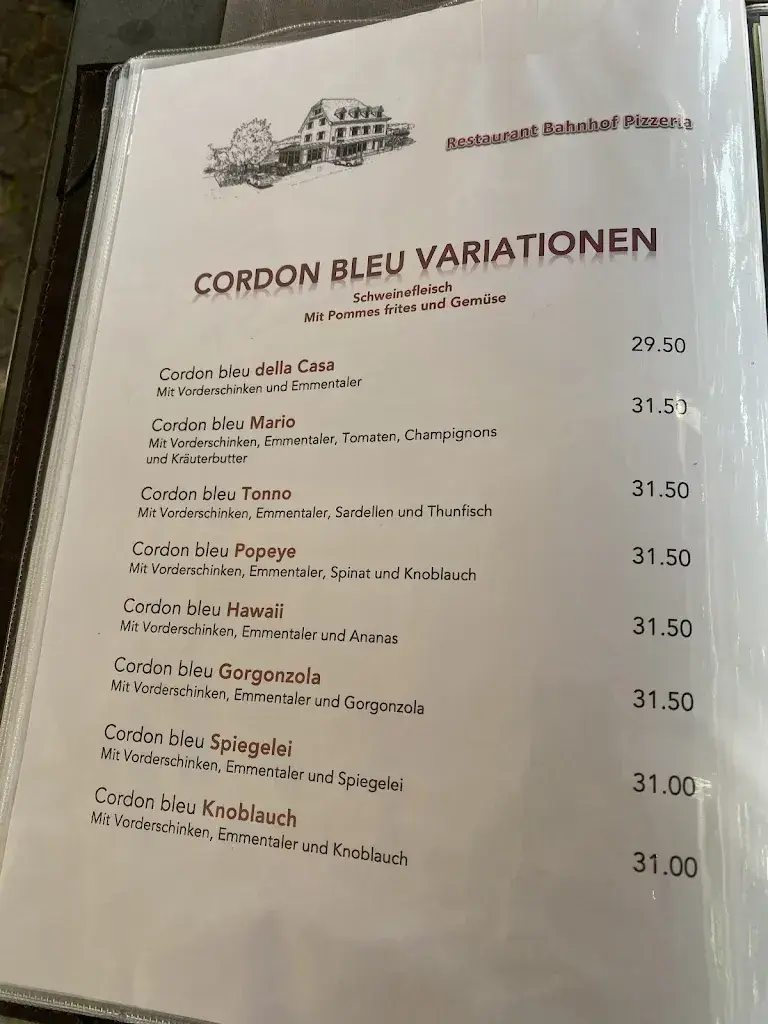 Restaurant Bahnhof Pizzeria
CORDON BLEU VARIATIONEN
Schweinefleisch
Mit Pommes frites und Gemüse
Cordon bleu della Casa 29.50
Mit Vorderschinken und Emmentaler
Cordon bleu Mario 31.50
Mit Vorderschinken, Emmentaler, Tomaten, Champignons
und Kräuterbutter
Cordon bleu Tonno 31.50
Mit Vorderschinken, Emmentaler, Sardellen und Thunfisch
Cordon bleu Popeye 31.50
Mit Vorderschinken, Emmentaler, Spinat und Knoblauch
Cordon bleu Hawaii 31.50
Mit Vorderschinken, Emmentaler und Ananas
Cordon bleu Gorgonzola 31.50
Mit Vorderschinken, Emmentaler und Gorgonzola
Cordon bleu Spiegelei 31.00
Mit Vorderschinken, Emmentaler und Spiegelei
Cordon bleu Knoblauch 31.00
Mit Vorderschinken, Emmentaler und Knoblauch